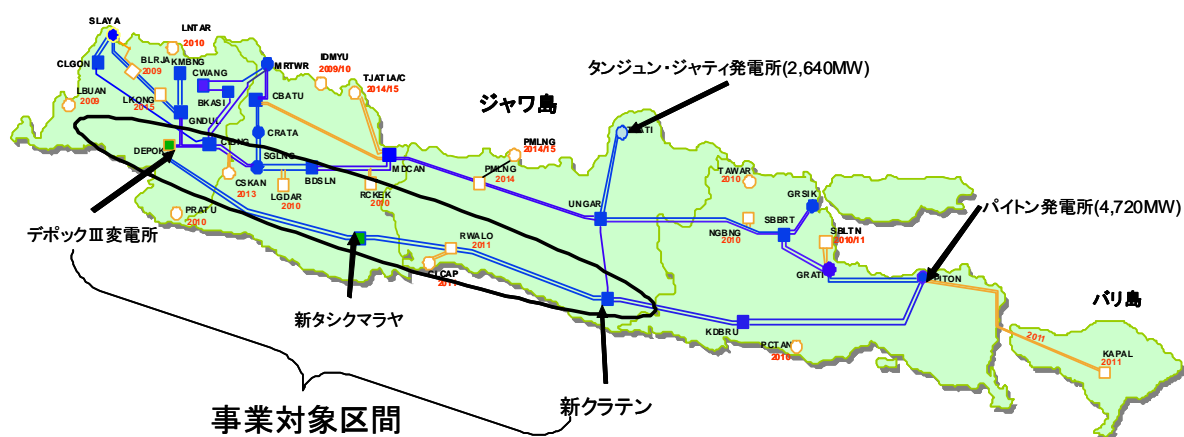 SLAYA
LNTAR
2010
CLGON
BLRJA
2009
KMBNG
CWANG
MRTWR
IDMYU
2009/10
TJATLA/C
2014/15
LBUAN
2009
LKONG
2015
BKASI
CBATU
GNDUL
CRATA
CIBNG
DEPOK
SGLNG
CSKAN
2013
LGDAR
2010
BDSLN
RCKEK
2010
MDCAN
PRATU
2010
RWALO
2011
CLCAP
2011
PMLNG
2014
PMLNG
2014/15
UNGAR
TAWAR
2010
NGBNG
2010
GRSIK
SBBRT
SBLTN
2010/11
GRATI
PITON
KDBRU
PCTAN
2010
2011
KAPAL
2011
ジャワ島
バリ島
タンジュン・ジャティ発電所(2,640MW)
パイトン発電所(4,720MW)
デポックⅢ変電所
新タシクマラヤ
新クラテン
事業対象区間